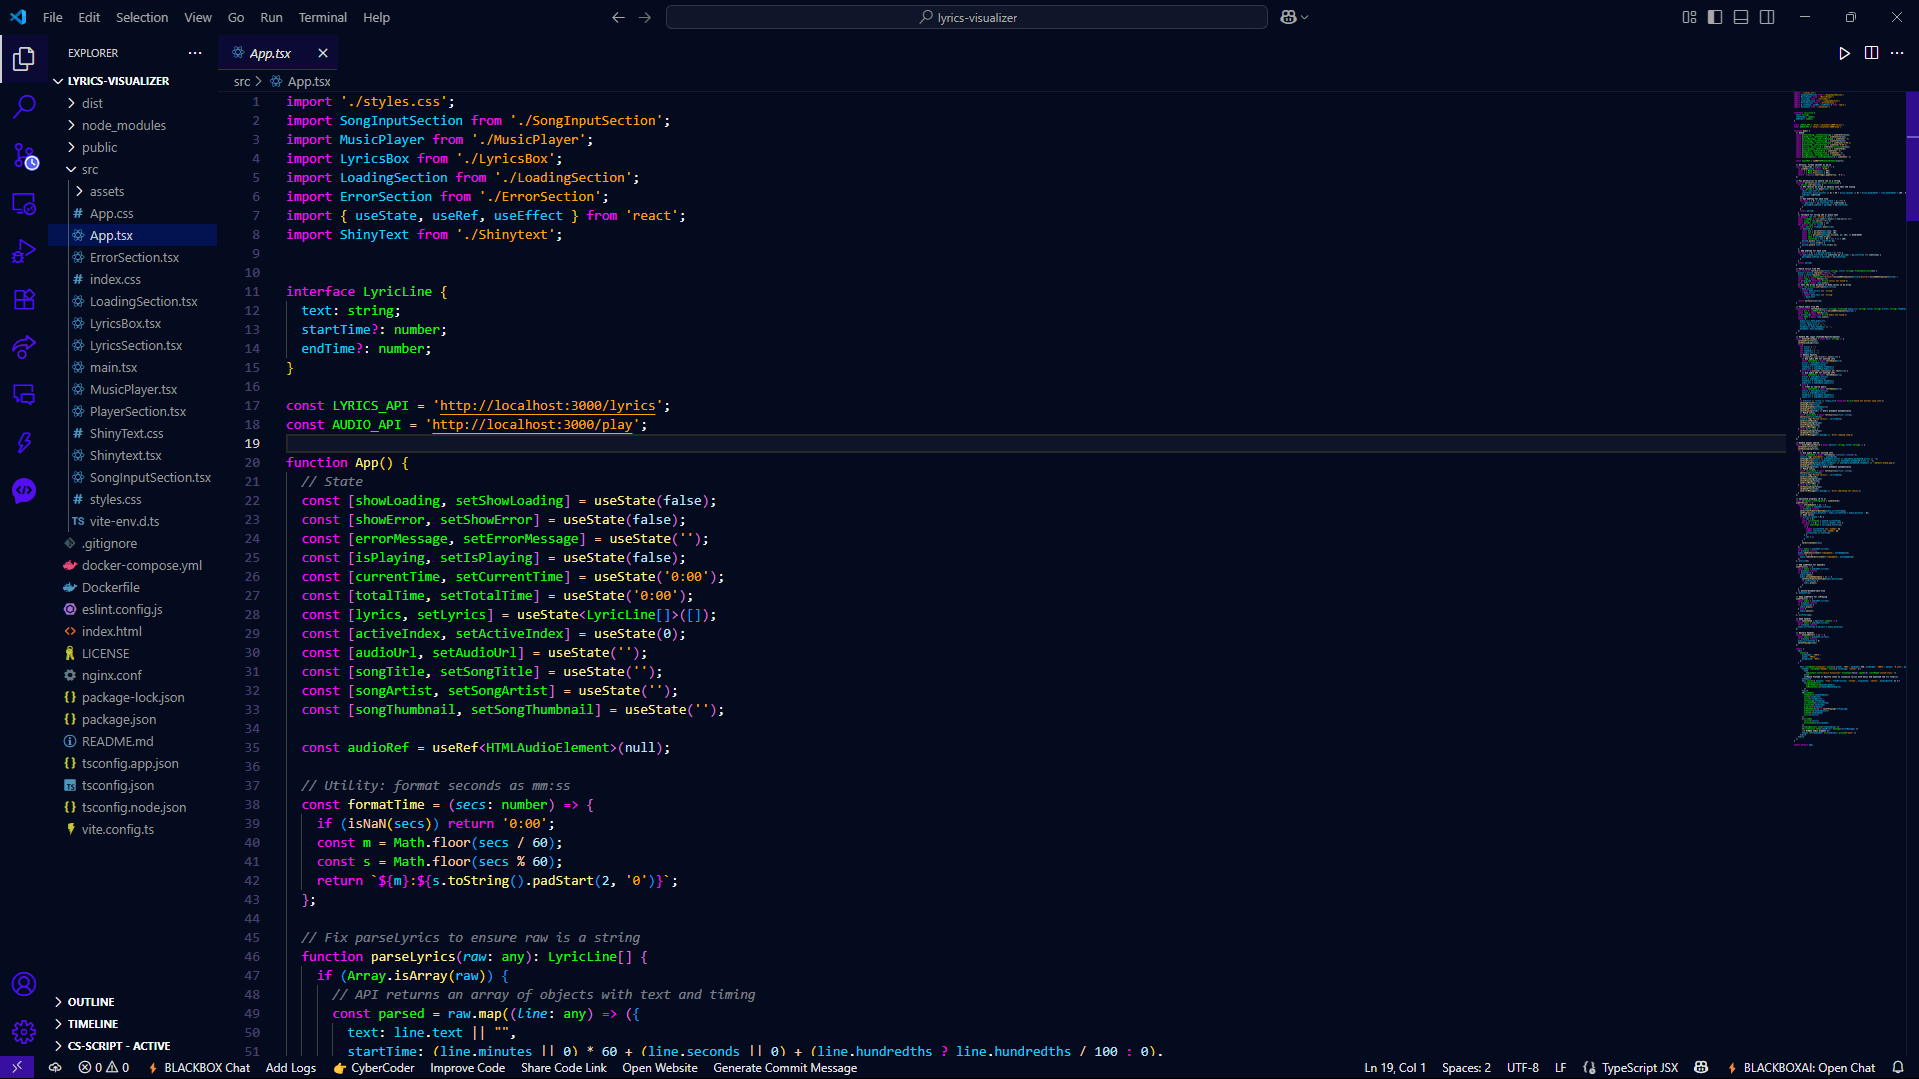 File Edit Selection View Go Run Terminal Help
lyrics-visualizer
EXPLORER
LYRICS-VISUALIZER
dist
node_modules
public
src
assets
# App.css
App.tsx
ErrorSection.tsx
# index.css
LoadingSection.tsx
LyricsBox.tsx
LyricsSection.tsx
main.tsx
MusicPlayer.tsx
PlayerSection.tsx
# ShinyText.css
Shinytext.tsx
SongInputSection.tsx
# styles.css
TS vite-env.d.ts
.gitignore
docker-compose.yml
Dockerfile
eslint.config.js
index.html
LICENSE
nginx.conf
package-lock.json
package.json
README.md
tsconfig.app.json
tsconfig.json
tsconfig.node.json
vite.config.ts
OUTLINE
TIMELINE
CS-SCRIPT - ACTIVE
App.tsx
src > App.tsx
1 import './styles.css';
2 import SongInputSection from './SongInputSection';
3 import MusicPlayer from './MusicPlayer';
4 import LyricsBox from './LyricsBox';
5 import LoadingSection from './LoadingSection';
6 import ErrorSection from './ErrorSection';
7 import { useState, useRef, useEffect } from 'react';
8 import ShinyText from './Shinytext';
9
10
11 interface LyricLine {
12 text: string;
13 startTime?: number;
14 endTime?: number;
15 }
16
17 const LYRICS_API = 'http://localhost:3000/lyrics';
18 const AUDIO_API = 'http://localhost:3000/play';
19
20 function App() {
21 // State
22 const [showLoading, setShowLoading] = useState(false);
23 const [showError, setShowError] = useState(false);
24 const [errorMessage, setErrorMessage] = useState('');
25 const [isPlaying, setIsPlaying] = useState(false);
26 const [currentTime, setCurrentTime] = useState('0:00');
27 const [totalTime, setTotalTime] = useState('0:00');
28 const [lyrics, setLyrics] = useState<LyricLine[]>([]);
29 const [activeIndex, setActiveIndex] = useState(0);
30 const [audioUrl, setAudioUrl] = useState('');
31 const [songTitle, setSongTitle] = useState('');
32 const [songArtist, setSongArtist] = useState('');
33 const [songThumbnail, setSongThumbnail] = useState('');
34
35 const audioRef = useRef<HTMLAudioElement>(null);
36
37 // Utility: format seconds as mm:ss
38 const formatTime = (secs: number) => {
39 if (isNaN(secs)) return '0:00';
40 const m = Math.floor(secs / 60);
41 const s = Math.floor(secs % 60);
42 return `${m}:${s.toString().padStart(2, '0')}`;
43 };
44
45 // Fix parseLyrics to ensure raw is a string
46 function parseLyrics(raw: any): LyricLine[] {
47 if (Array.isArray(raw)) {
48 // API returns an array of objects with text and timing
49 const parsed = raw.map((line: any) => ({
50 text: line.text || "",
51 startTime: (line.minutes || 0) * 60 + (line.seconds || 0) + (line.hundredths ? line.hundredths / 100 : 0),
0 0 BLACKBOX Chat Add Logs CyberCoder Improve Code Share Code Link Open Website Generate Commit Message
Ln 19, Col 1 Spaces: 2 UTF-8 LF TypeScript JSX BLACKBOXAI: Open Chat